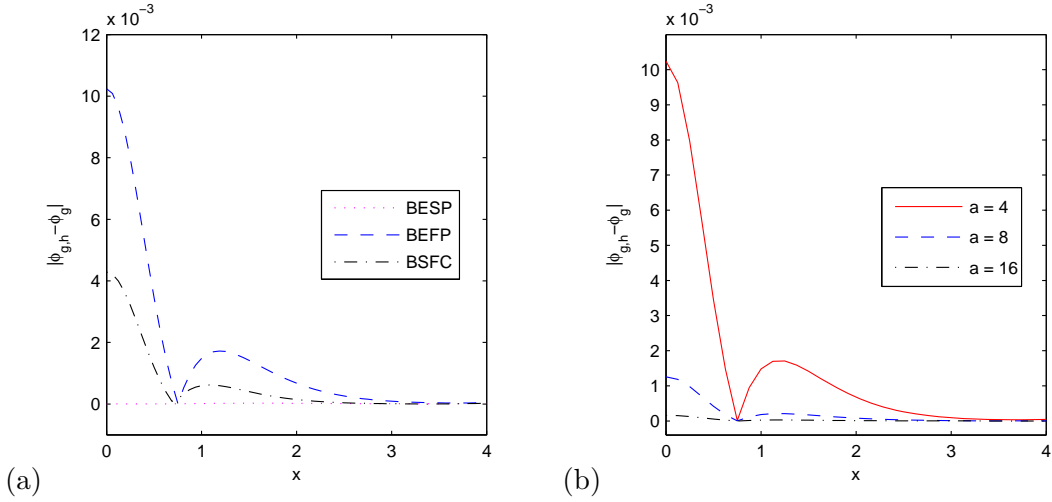 x 10⁻³
12
10
8
6
4
2
0
0 1 2 3 4
x
|ϕg,h−ϕg|
BESP
BEFP
BSFC
(a)
x 10⁻³
10
9
8
7
6
5
4
3
2
1
0
0 1 2 3 4
x
|ϕg,h−ϕg|
a = 4
a = 8
a = 16
(b)